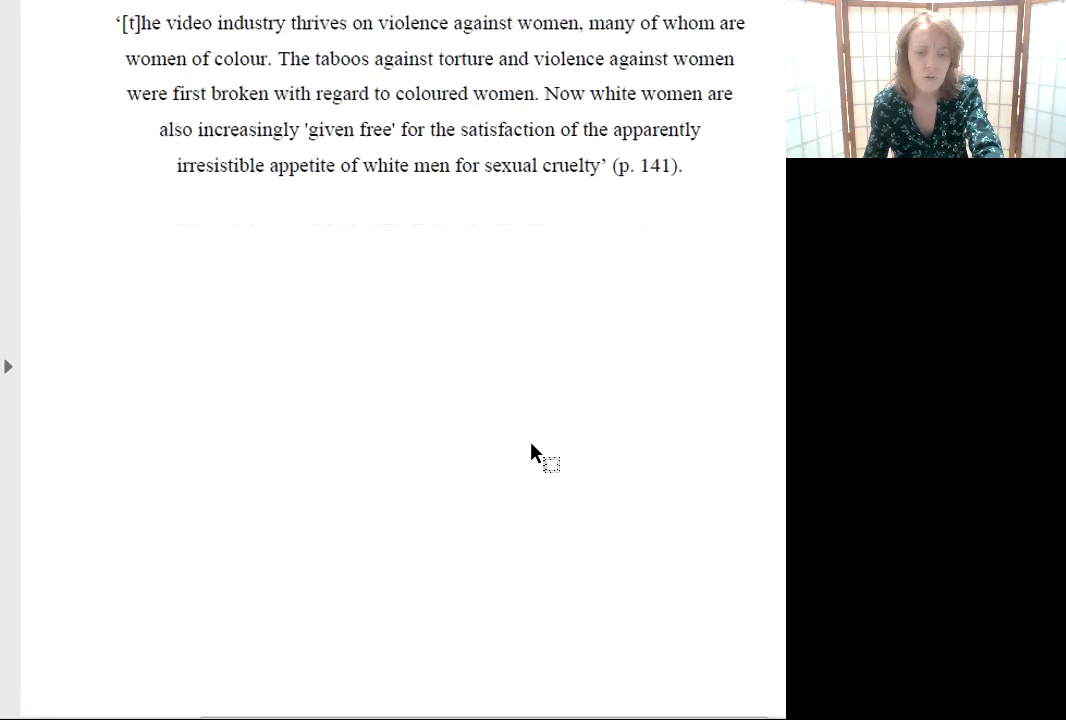 ‘[t]he video industry thrives on violence against women, many of whom are
women of colour. The taboos against torture and violence against women
were first broken with regard to coloured women. Now white women are
also increasingly 'given free' for the satisfaction of the apparently
irresistible appetite of white men for sexual cruelty’ (p. 141).